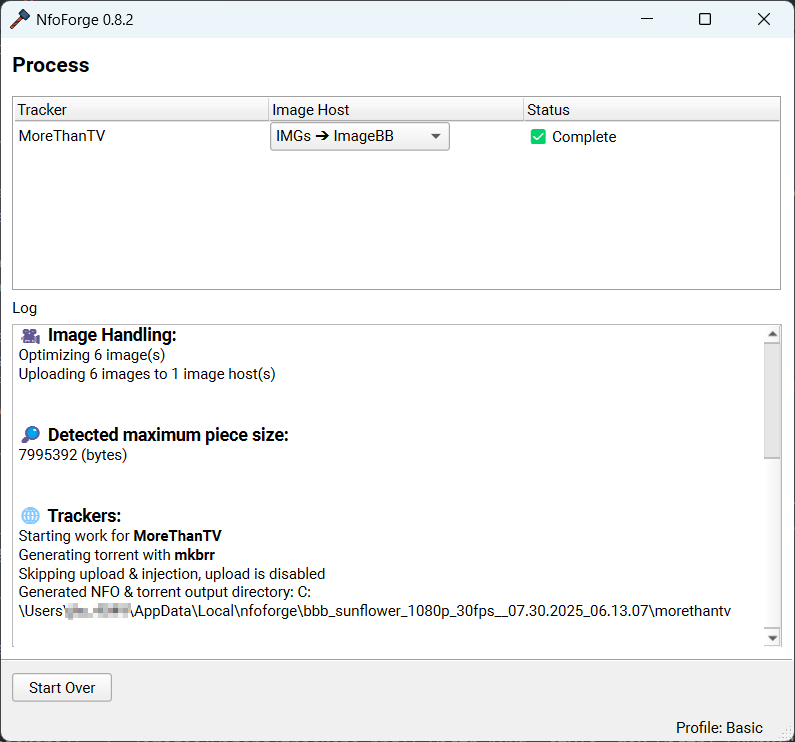 NfoForge 0.8.2
Process
Tracker Image Host Status
MoreThanTV IMGs ➔ ImageBB Complete
Log
Image Handling:
Optimizing 6 image(s)
Uploading 6 images to 1 image host(s)
Detected maximum piece size:
7995392 (bytes)
Trackers:
Starting work for MoreThanTV
Generating torrent with mkbrr
Skipping upload & injection, upload is disabled
Generated NFO & torrent output directory: C:
\Users\ \AppData\Local\nfoforge\bbb_sunflower_1080p_30fps__07.30.2025_06.13.07\morethantv
Start Over
Profile: Basic